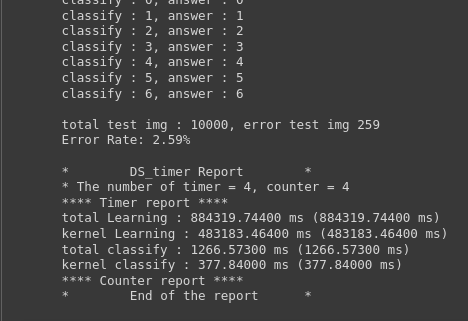 classify : 0, answer : 0
classify : 1, answer : 1
classify : 2, answer : 2
classify : 3, answer : 3
classify : 4, answer : 4
classify : 5, answer : 5
classify : 6, answer : 6
total test img : 10000, error test img 259
Error Rate: 2.59%
* DS_timer Report *
* The number of timer = 4, counter = 4
**** Timer report ****
total Learning : 884319.74400 ms (884319.74400 ms)
kernel Learning : 483183.46400 ms (483183.46400 ms)
total classify : 1266.57300 ms (1266.57300 ms)
kernel classify : 377.84000 ms (377.84000 ms)
**** Counter report ****
* End of the report *